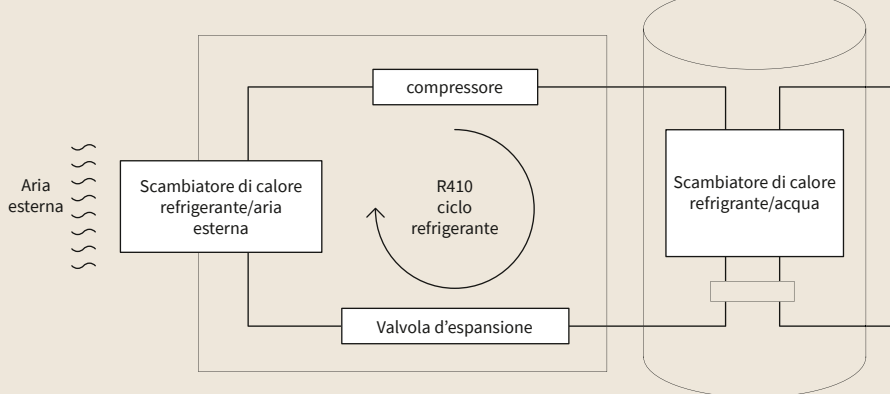 compressore
Aria
esterna
Scambiatore di calore
refrigerante/aria
esterna
R410
ciclo
refrigerante
Scambiatore di calore
refrigrante/acqua
Valvola d'espansione